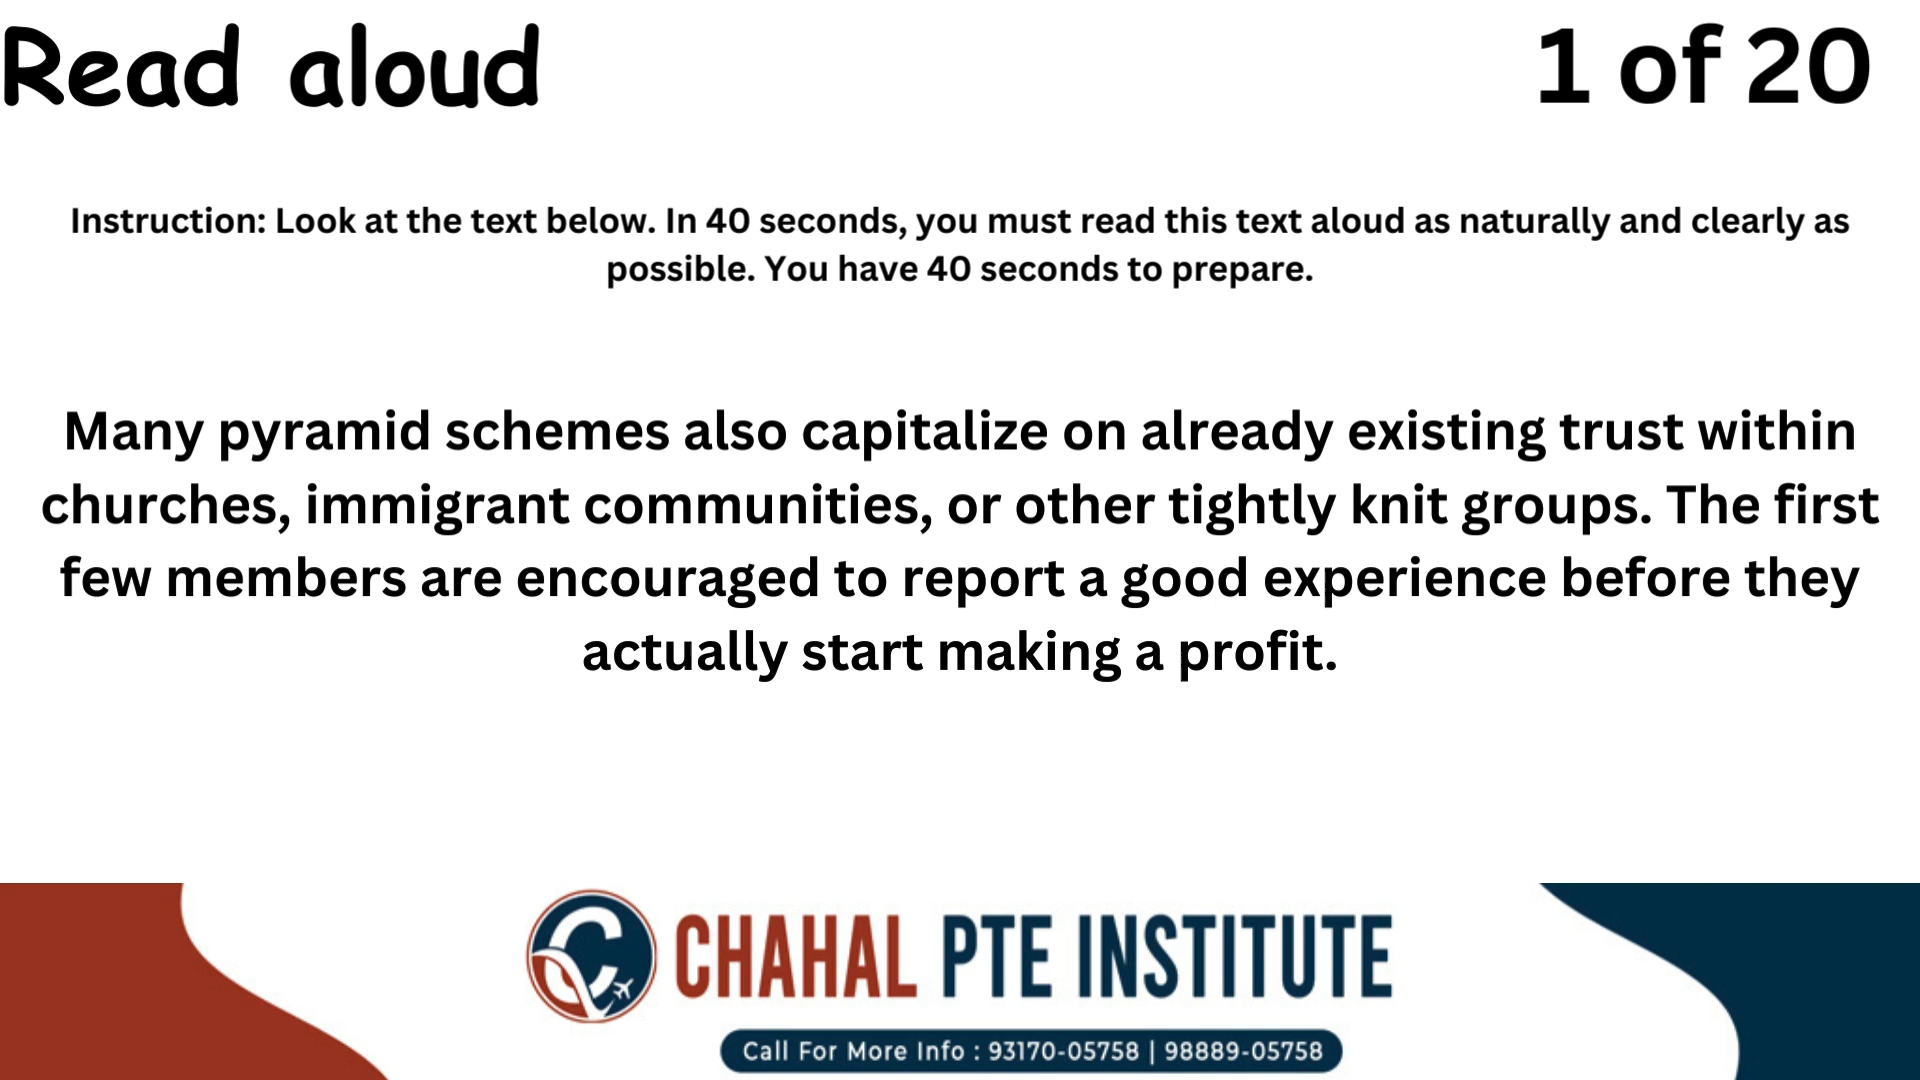 Read aloud
1 of 20
Instruction: Look at the text below. In 40 seconds, you must read this text aloud as naturally and clearly as
possible. You have 40 seconds to prepare.
Many pyramid schemes also capitalize on already existing trust within
churches, immigrant communities, or other tightly knit groups. The first
few members are encouraged to report a good experience before they
actually start making a profit.
CHAHAL PTE INSTITUTE
Call For More Info : 93170-05758 | 98889-05758